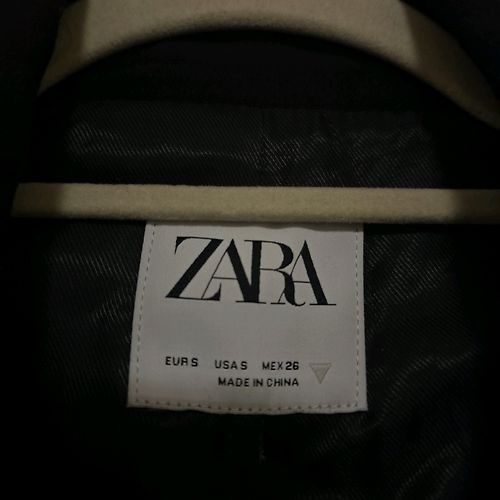 ZARA
EUR S USA S MEX 26
MADE IN CHINA